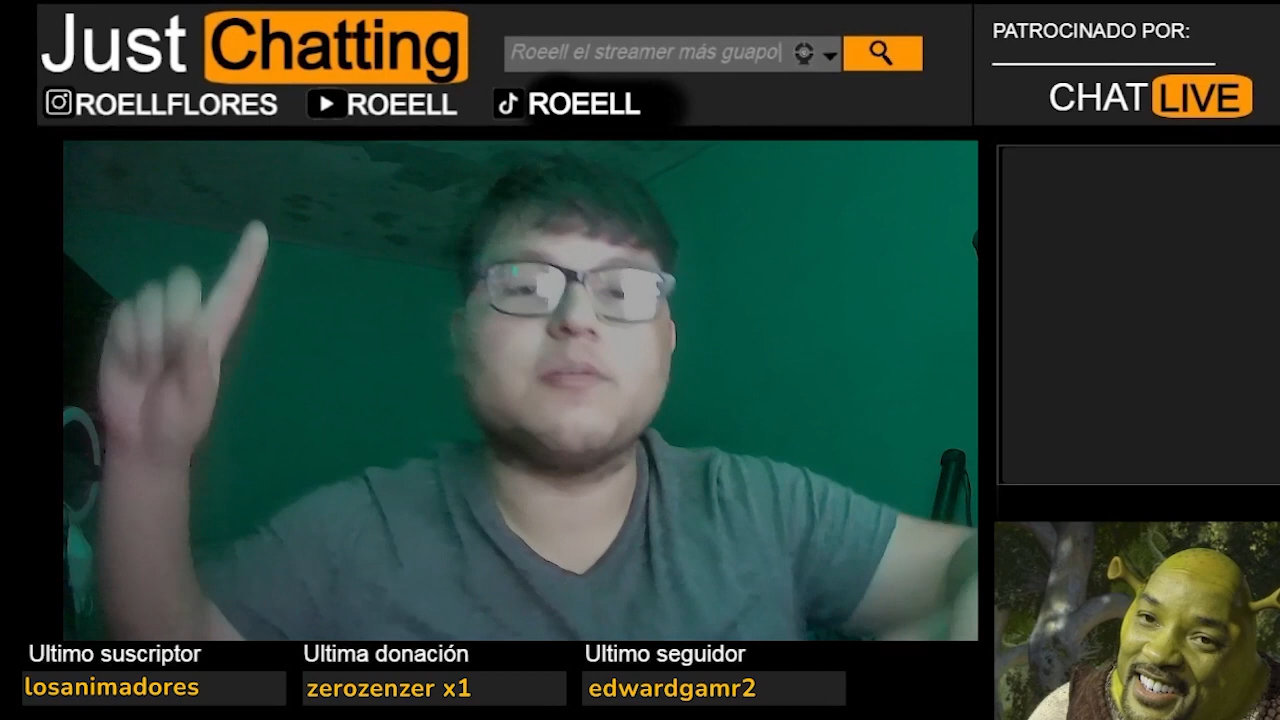 Just Chatting
Roeell el streamer más guapo
PATROCINADO POR:
ROELLFLORES ROEELL ROEELL
CHAT LIVE
Ultimo suscriptor
losanimadores
Ultima donación
zerozenzer x1
Ultimo seguidor
edwardgamr2